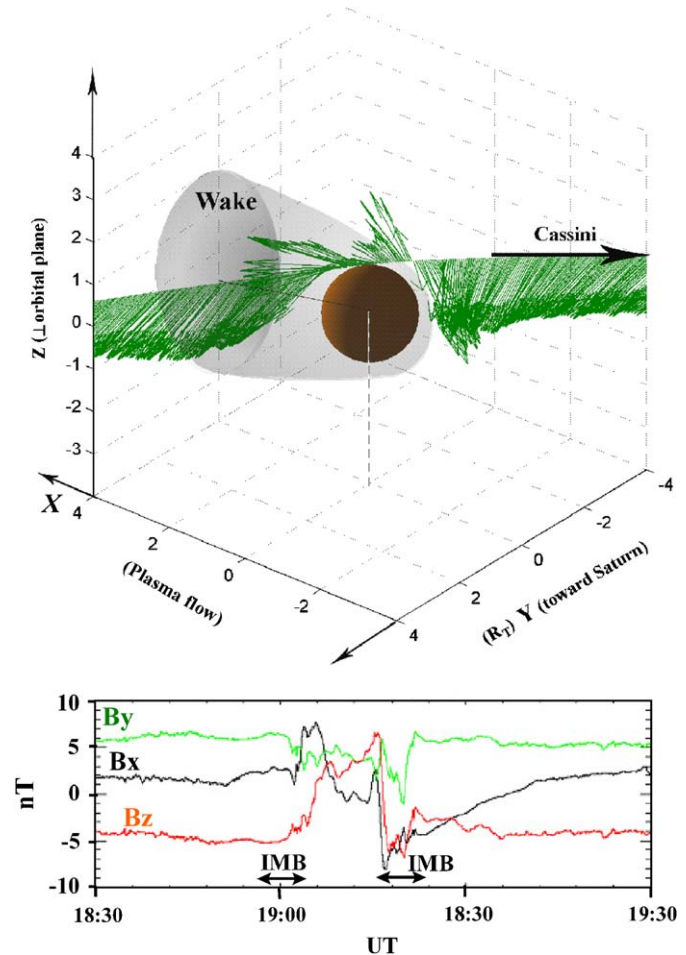 4
3
2
1
0
-1
-2
-3
Z (⊥ orbital plane)
Wake
Cassini
X
4
2
0
-2
4
2
0
-2
-4
(Plasma flow)
(R_T) Y (toward Saturn)
10
5
0
-5
-10
nT
By
Bx
Bz
IMB
IMB
18:30
19:00
18:30
19:30
UT